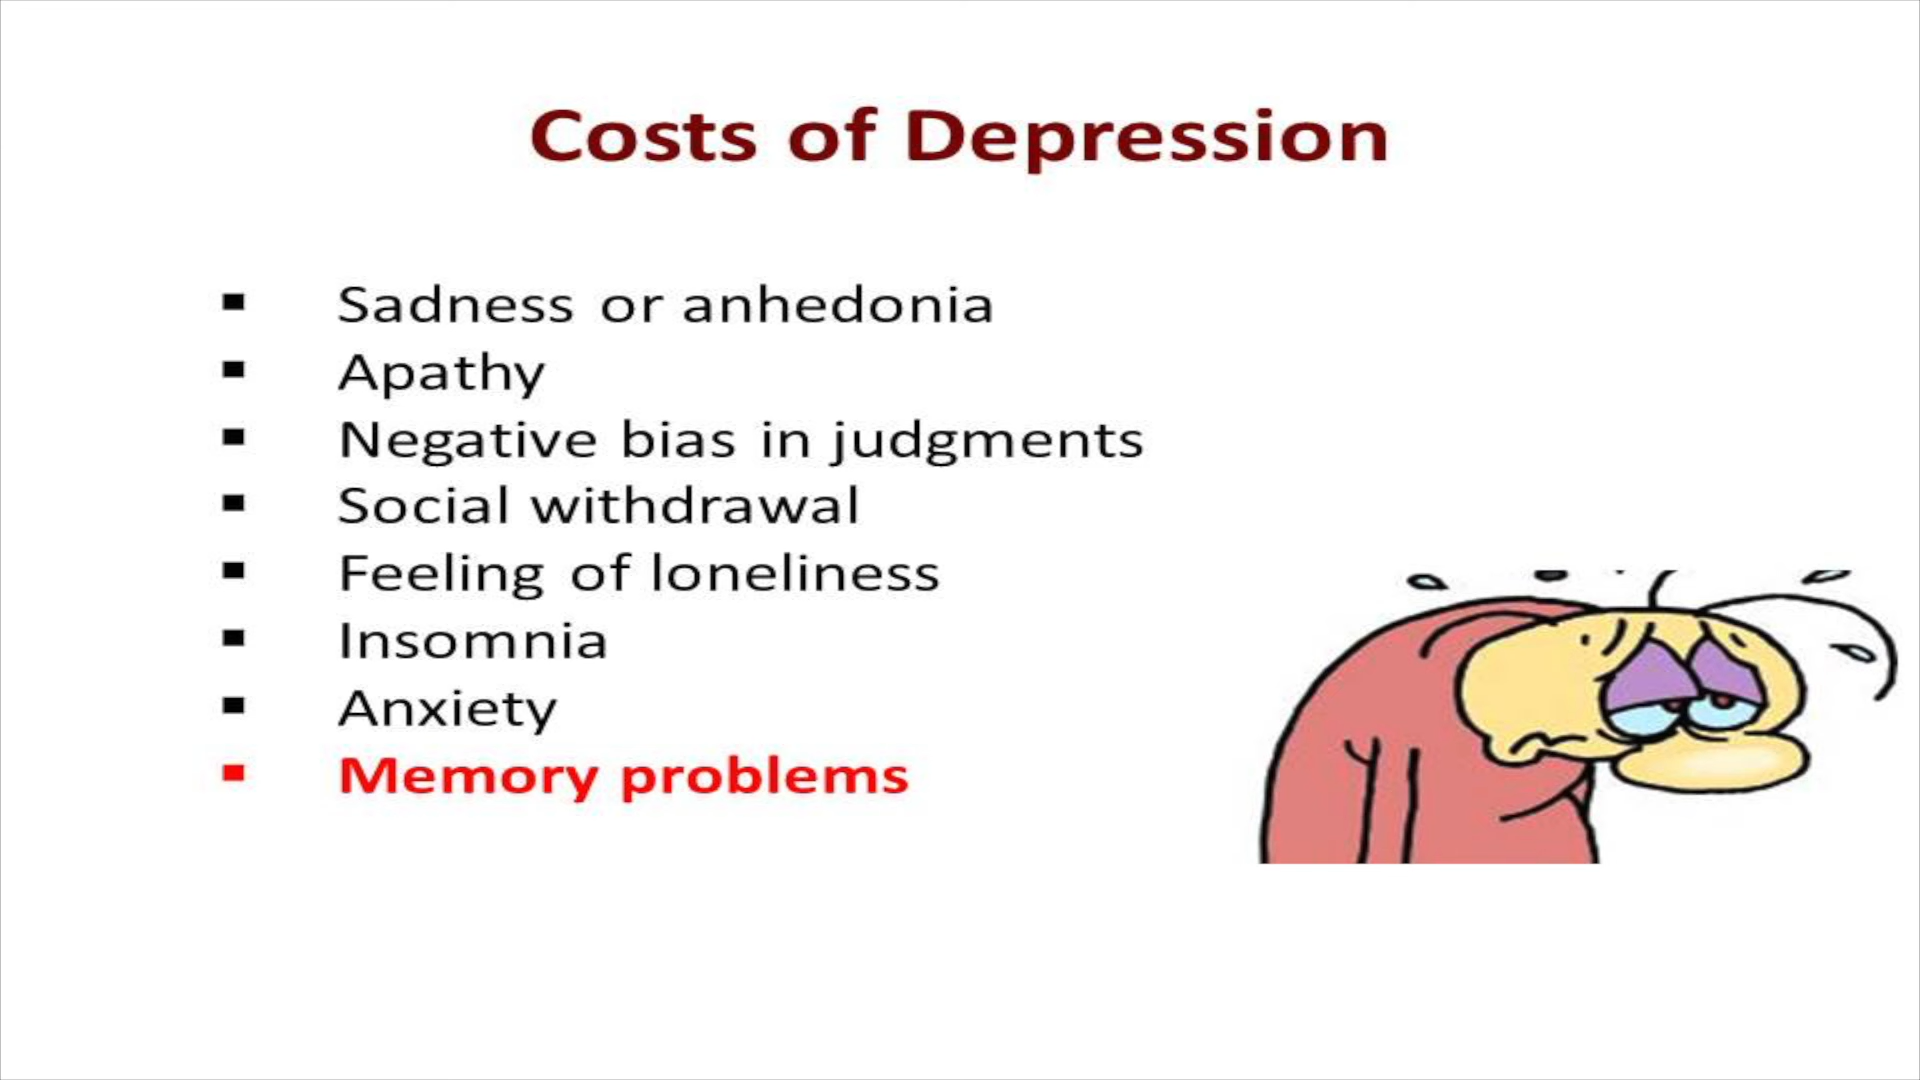 Costs of Depression
▪ Sadness or anhedonia
▪ Apathy
▪ Negative bias in judgments
▪ Social withdrawal
▪ Feeling of loneliness
▪ Insomnia
▪ Anxiety
▪ Memory problems